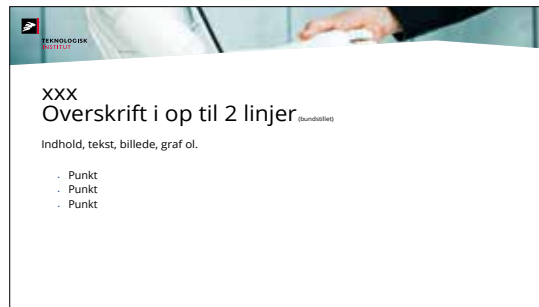 TEKNOLOGISK
INSTITUT
xxx
Overskrift i op til 2 linjer (bundstillet)
Indhold, tekst, billede, graf ol.
Punkt
Punkt
Punkt